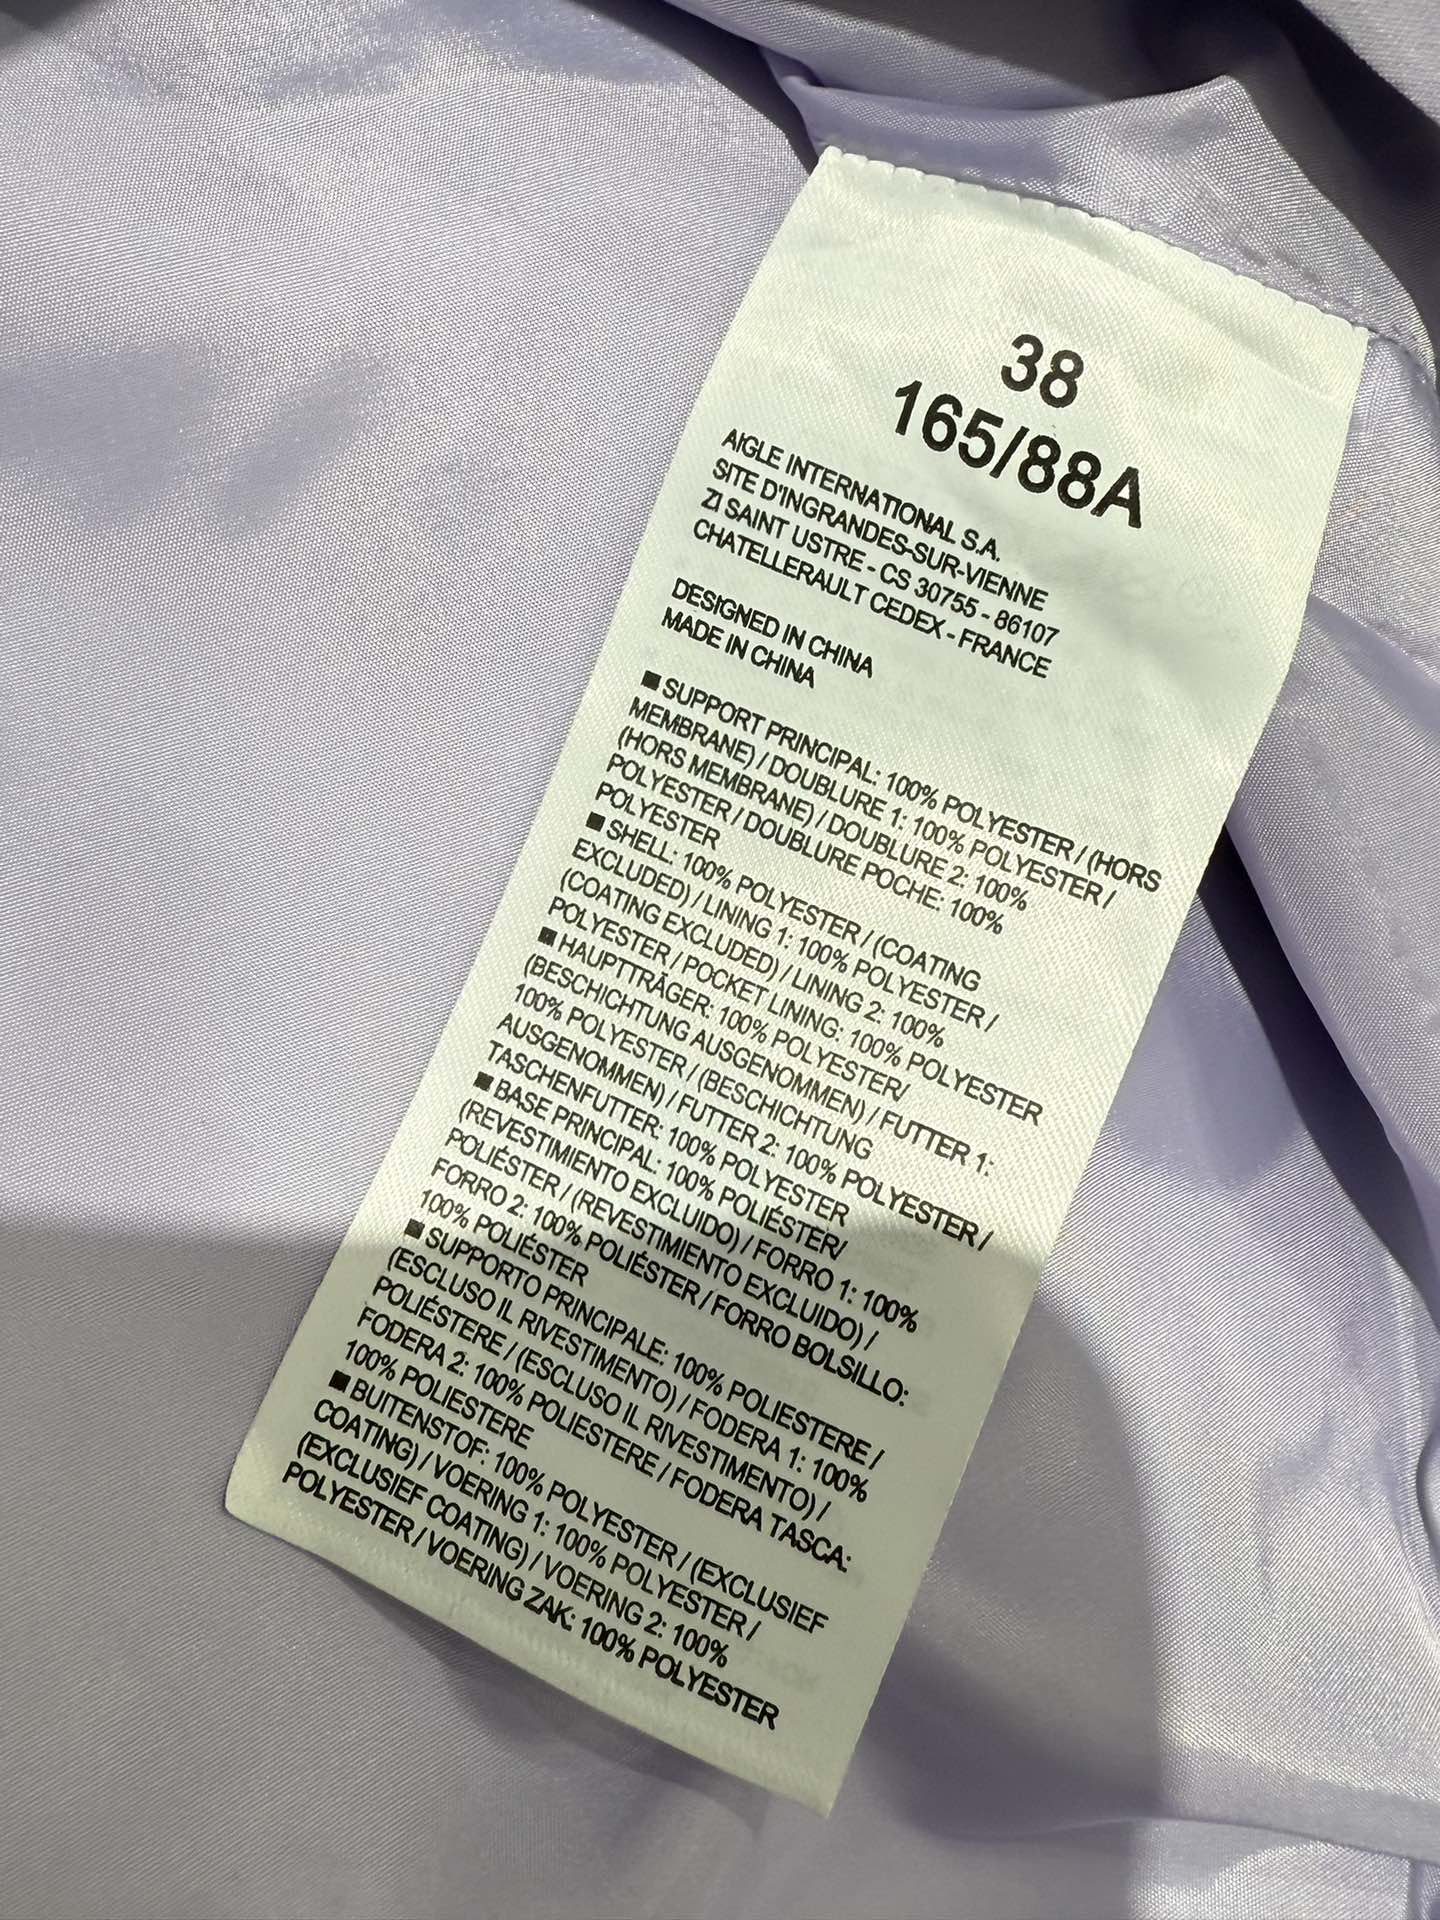 38
165/88A
AIGLE INTERNATIONAL S.A.
SITE D'INGRANDES-SUR-VIENNE
ZI SAINT USTRE - CS 30755 - 86107
CHATELLERAULT CEDEX - FRANCE
DESIGNED IN CHINA
MADE IN CHINA
■ SUPPORT PRINCIPAL: 100% POLYESTER / (HORS
MEMBRANE) / DOUBLURE 1: 100% POLYESTER /
(HORS MEMBRANE) / DOUBLURE 2: 100%
POLYESTER / DOUBLURE POCHE: 100%
POLYESTER
■ SHELL: 100% POLYESTER / (COATING
EXCLUDED) / LINING 1: 100% POLYESTER /
(COATING EXCLUDED) / LINING 2: 100%
POLYESTER / POCKET LINING: 100% POLYESTER
■ HAUPTTRÄGER: 100% POLYESTER/
(BESCHICHTUNG AUSGENOMMEN) / FUTTER 1:
100% POLYESTER / (BESCHICHTUNG
AUSGENOMMEN) / FUTTER 2: 100% POLYESTER /
TASCHENFUTTER: 100% POLYESTER
■ BASE PRINCIPAL: 100% POLIÉSTER/
(REVESTIMIENTO EXCLUIDO) / FORRO 1: 100%
POLIÉSTER / (REVESTIMIENTO EXCLUIDO) /
FORRO 2: 100% POLIÉSTER / FORRO BOLSILLO:
100% POLIÉSTER
■ SUPPORTO PRINCIPALE: 100% POLIESTERE /
(ESCLUSO IL RIVESTIMENTO) / FODERA 1: 100%
POLIÉSTERE / (ESCLUSO IL RIVESTIMENTO) /
FODERA 2: 100% POLIESTERE / FODERA TASCA:
100% POLIESTERE
■ BUITENSTOF: 100% POLYESTER / (EXCLUSIEF
COATING) / VOERING 1: 100% POLYESTER /
(EXCLUSIEF COATING) / VOERING 2: 100%
POLYESTER / VOERING ZAK: 100% POLYESTER